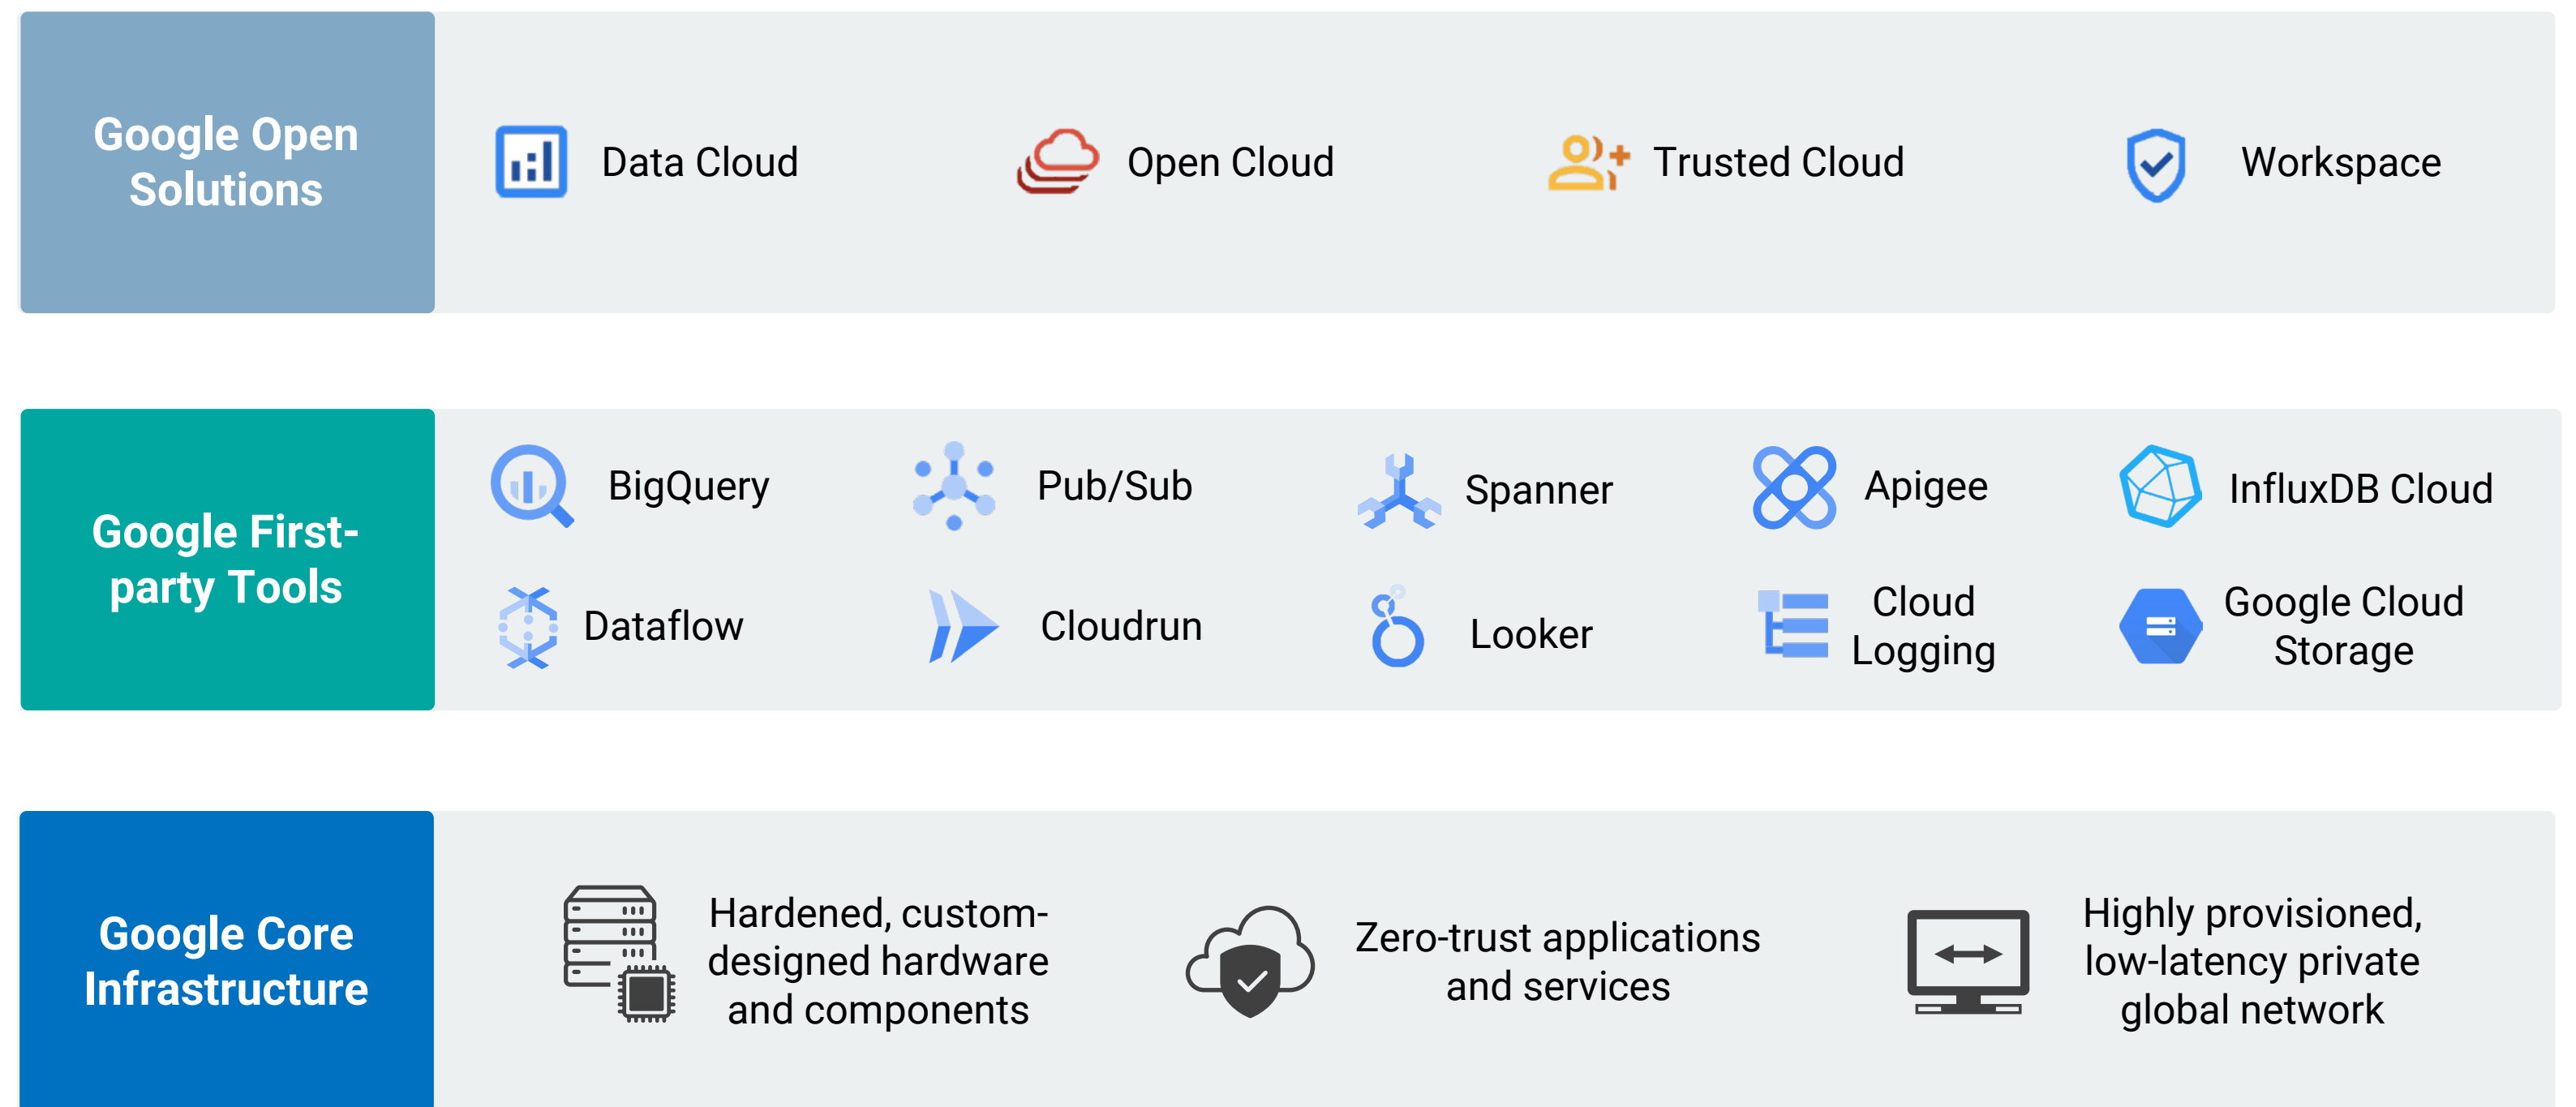 Google Open
Solutions
Data Cloud
Open Cloud
Trusted Cloud
Workspace
Google First-
party Tools
BigQuery
Pub/Sub
Spanner
Apigee
InfluxDB Cloud
Dataflow
Cloudrun
Looker
Cloud
Logging
Google Cloud
Storage
Google Core
Infrastructure
Hardened, custom-
designed hardware
and components
Zero-trust applications
and services
Highly provisioned,
low-latency private
global network